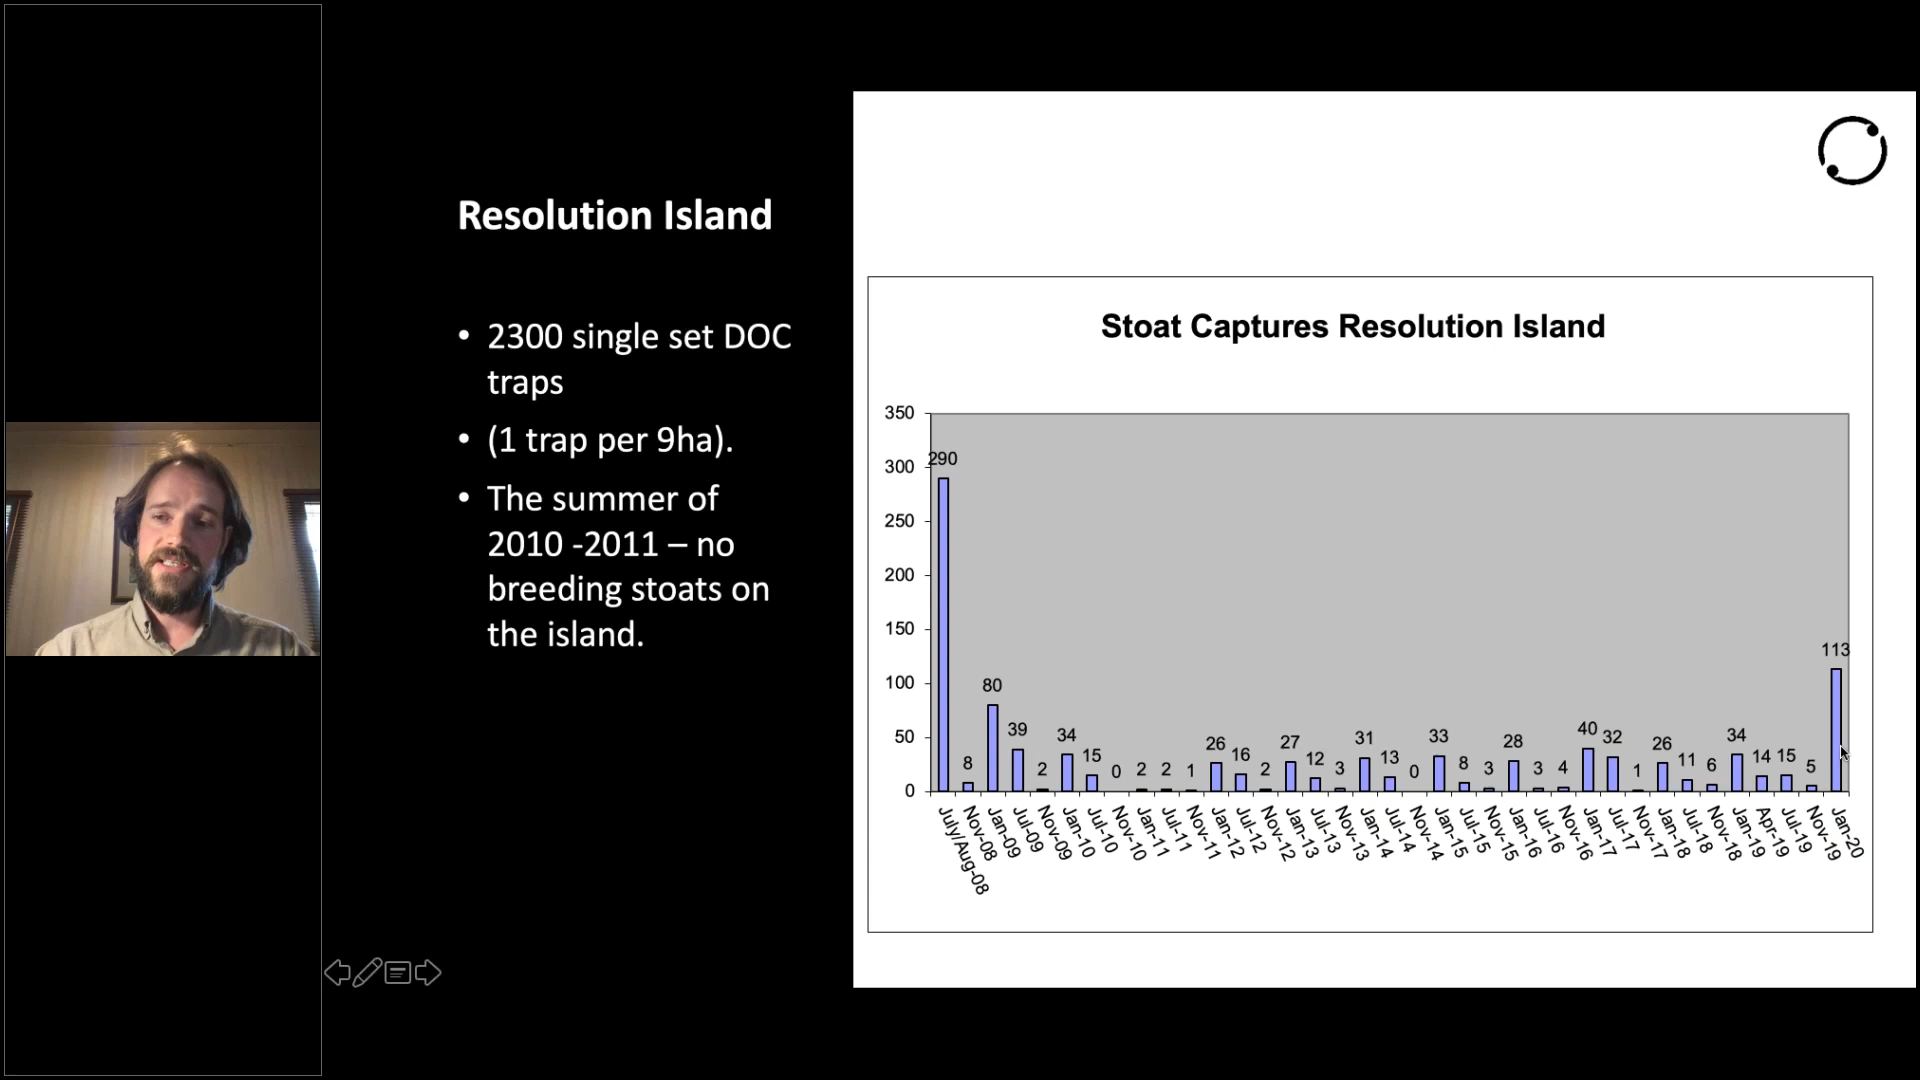 Resolution Island
• 2300 single set DOC
traps
• (1 trap per 9ha).
• The summer of
2010 -2011 – no
breeding stoats on
the island.
Stoat Captures Resolution Island
350
300
250
200
150
100
50
0
290
8
80
39
2
34
15
0
2
2
1
26
16
2
27
12
3
31
13
0
33
8
3
28
3
4
40
32
1
26
11
6
34
14
15
5
113
July/Aug-08
Nov-08
Jan-09
Jul-09
Nov-09
Jan-10
Jul-10
Nov-10
Jan-11
Jul-11
Nov-11
Jan-12
Jul-12
Nov-12
Jan-13
Jul-13
Nov-13
Jan-14
Jul-14
Nov-14
Jan-15
Jul-15
Nov-15
Jan-16
Jul-16
Nov-16
Jan-17
Jul-17
Nov-17
Jan-18
Jul-18
Nov-18
Jan-19
Apr-19
Jul-19
Nov-19
Jan-20